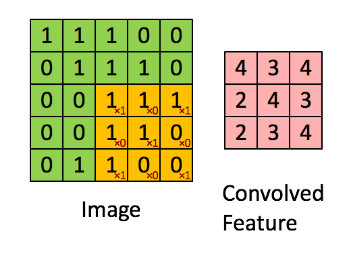 1 1 1 0 0
0 1 1 1 0 4 3 4
0 0 1×1 1×0 1×1 2 4 3
0 0 1×0 1×1 0×0 2 3 4
0 1 1×1 0×0 0×1
Image
Convolved
Feature